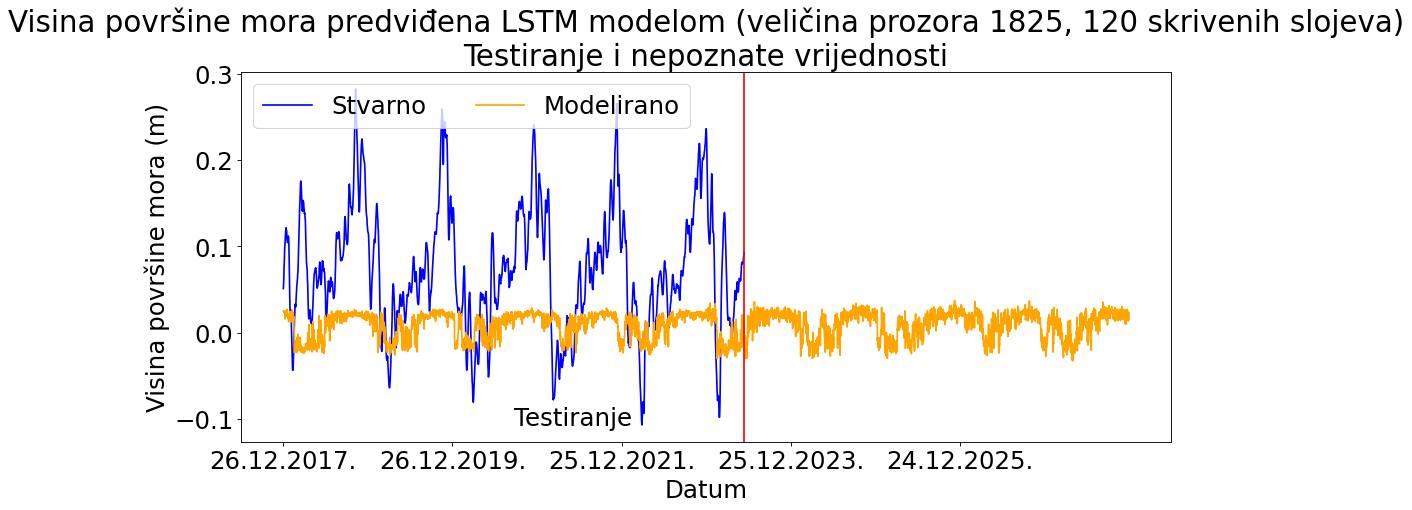 Visina površine mora predviđena LSTM modelom (veličina prozora 1825, 120 skrivenih slojeva)
Testiranje i nepoznate vrijednosti
Stvarno Modelirano
Visina površine mora (m)
0.3
0.2
0.1
0.0
−0.1
Testiranje
26.12.2017. 26.12.2019. 25.12.2021. 25.12.2023. 24.12.2025.
Datum